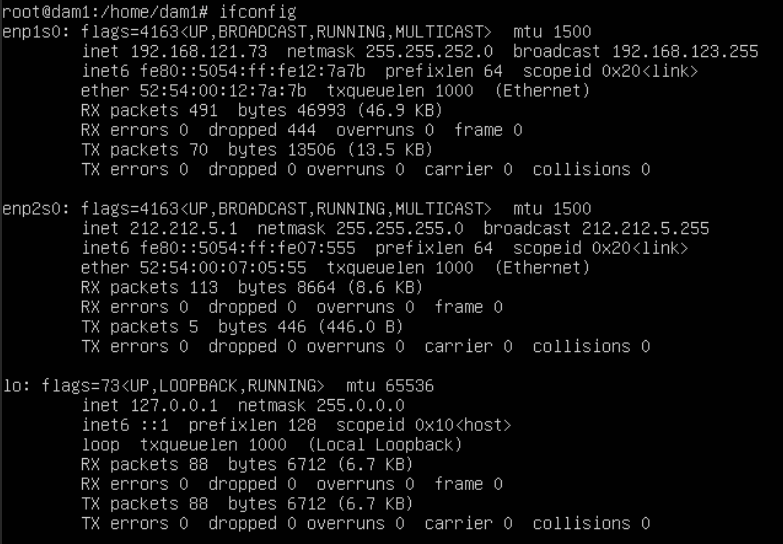 root@dam1:/home/dam1# ifconfig
enp1s0: flags=4163<UP,BROADCAST,RUNNING,MULTICAST>  mtu 1500
        inet 192.168.121.73  netmask 255.255.252.0  broadcast 192.168.123.255
        inet6 fe80::5054:ff:fe12:7a7b  prefixlen 64  scopeid 0x20<link>
        ether 52:54:00:12:7a:7b  txqueuelen 1000  (Ethernet)
        RX packets 491  bytes 46993 (46.9 KB)
        RX errors 0  dropped 444  overruns 0  frame 0
        TX packets 70  bytes 13506 (13.5 KB)
        TX errors 0  dropped 0 overruns 0  carrier 0  collisions 0

enp2s0: flags=4163<UP,BROADCAST,RUNNING,MULTICAST>  mtu 1500
        inet 212.212.5.1  netmask 255.255.255.0  broadcast 212.212.5.255
        inet6 fe80::5054:ff:fe07:555  prefixlen 64  scopeid 0x20<link>
        ether 52:54:00:07:05:55  txqueuelen 1000  (Ethernet)
        RX packets 113  bytes 8664 (8.6 KB)
        RX errors 0  dropped 0  overruns 0  frame 0
        TX packets 5  bytes 446 (446.0 B)
        TX errors 0  dropped 0 overruns 0  carrier 0  collisions 0

lo: flags=73<UP,LOOPBACK,RUNNING>  mtu 65536
        inet 127.0.0.1  netmask 255.0.0.0
        inet6 ::1  prefixlen 128  scopeid 0x10<host>
        loop  txqueuelen 1000  (Local Loopback)
        RX packets 88  bytes 6712 (6.7 KB)
        RX errors 0  dropped 0  overruns 0  frame 0
        TX packets 88  bytes 6712 (6.7 KB)
        TX errors 0  dropped 0 overruns 0  carrier 0  collisions 0